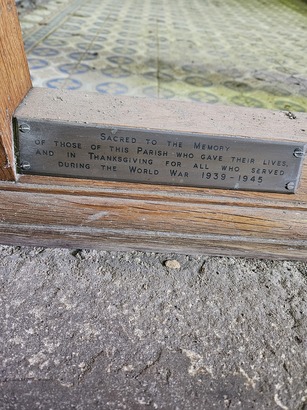 Sacred to the Memory
of those of this Parish who gave their lives,
and in Thanksgiving for all who served
during the World War 1939-1945